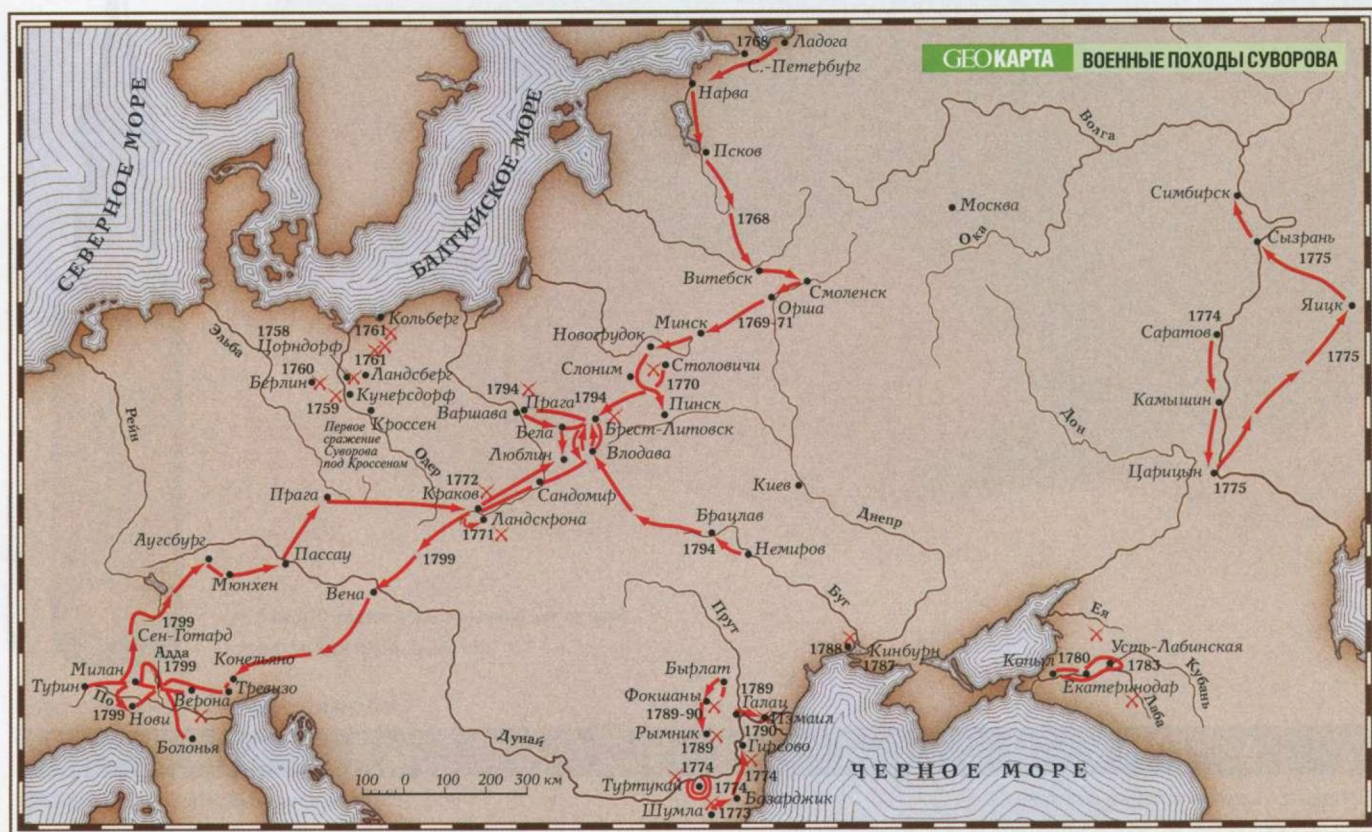 GEOКАРТА ВОЕННЫЕ ПОХОДЫ СУВОРОВА
СЕВЕРНОЕ МОРЕ
БАЛТИЙСКОЕ МОРЕ
1768
Ладога
С.-Петербург
Нарва
Псков
1768
Волга
Москва
Ока
Симбирск
Сызрань
1775
Яицк
Витебск
Смоленск
Орша
1769-71
Минск
Новогрудок
Столовичи
Слоним
1770
Пинск
1774
Саратов
1775
Камышин
Дон
Царицын
1775
Кольберг
1761
1758
Цорндорф
Эльба
1761
1760
Берлин
Ландсберг
Кунерсдорф
1759
Кроссен
Первое
сражение
Суворова
под Кроссеном
Одер
Рейн
1794
Прага
1794
Варшава
Бела
Брест-Литовск
Люблин
Влодава
1772
Краков
Сандомир
Ландскрона
1771
Прага
Киев
Днепр
Брацлав
1794
Немиров
Буг
Аугсбург
Мюнхен
Пассау
Вена
1799
1799
Сен-Готард
Адда
1799
Милан
Турин
По
1799
Нови
Верона
Конельяно
Тревизо
Болонья
Прут
Бырлат
Фокшаны
1789-90
1789
Галац
Измаил
1790
Рымник
1789
Гирсово
1774
1774
Туртукай
1774
Базарджик
Шумла
1773
Дунай
1788
Кинбурн
1787
Ея
Копыл
1780
Усть-Лабинская
1783
Екатеринодар
Кубань
Лаба
ЧЕРНОЕ МОРЕ
100 0 100 200 300 км